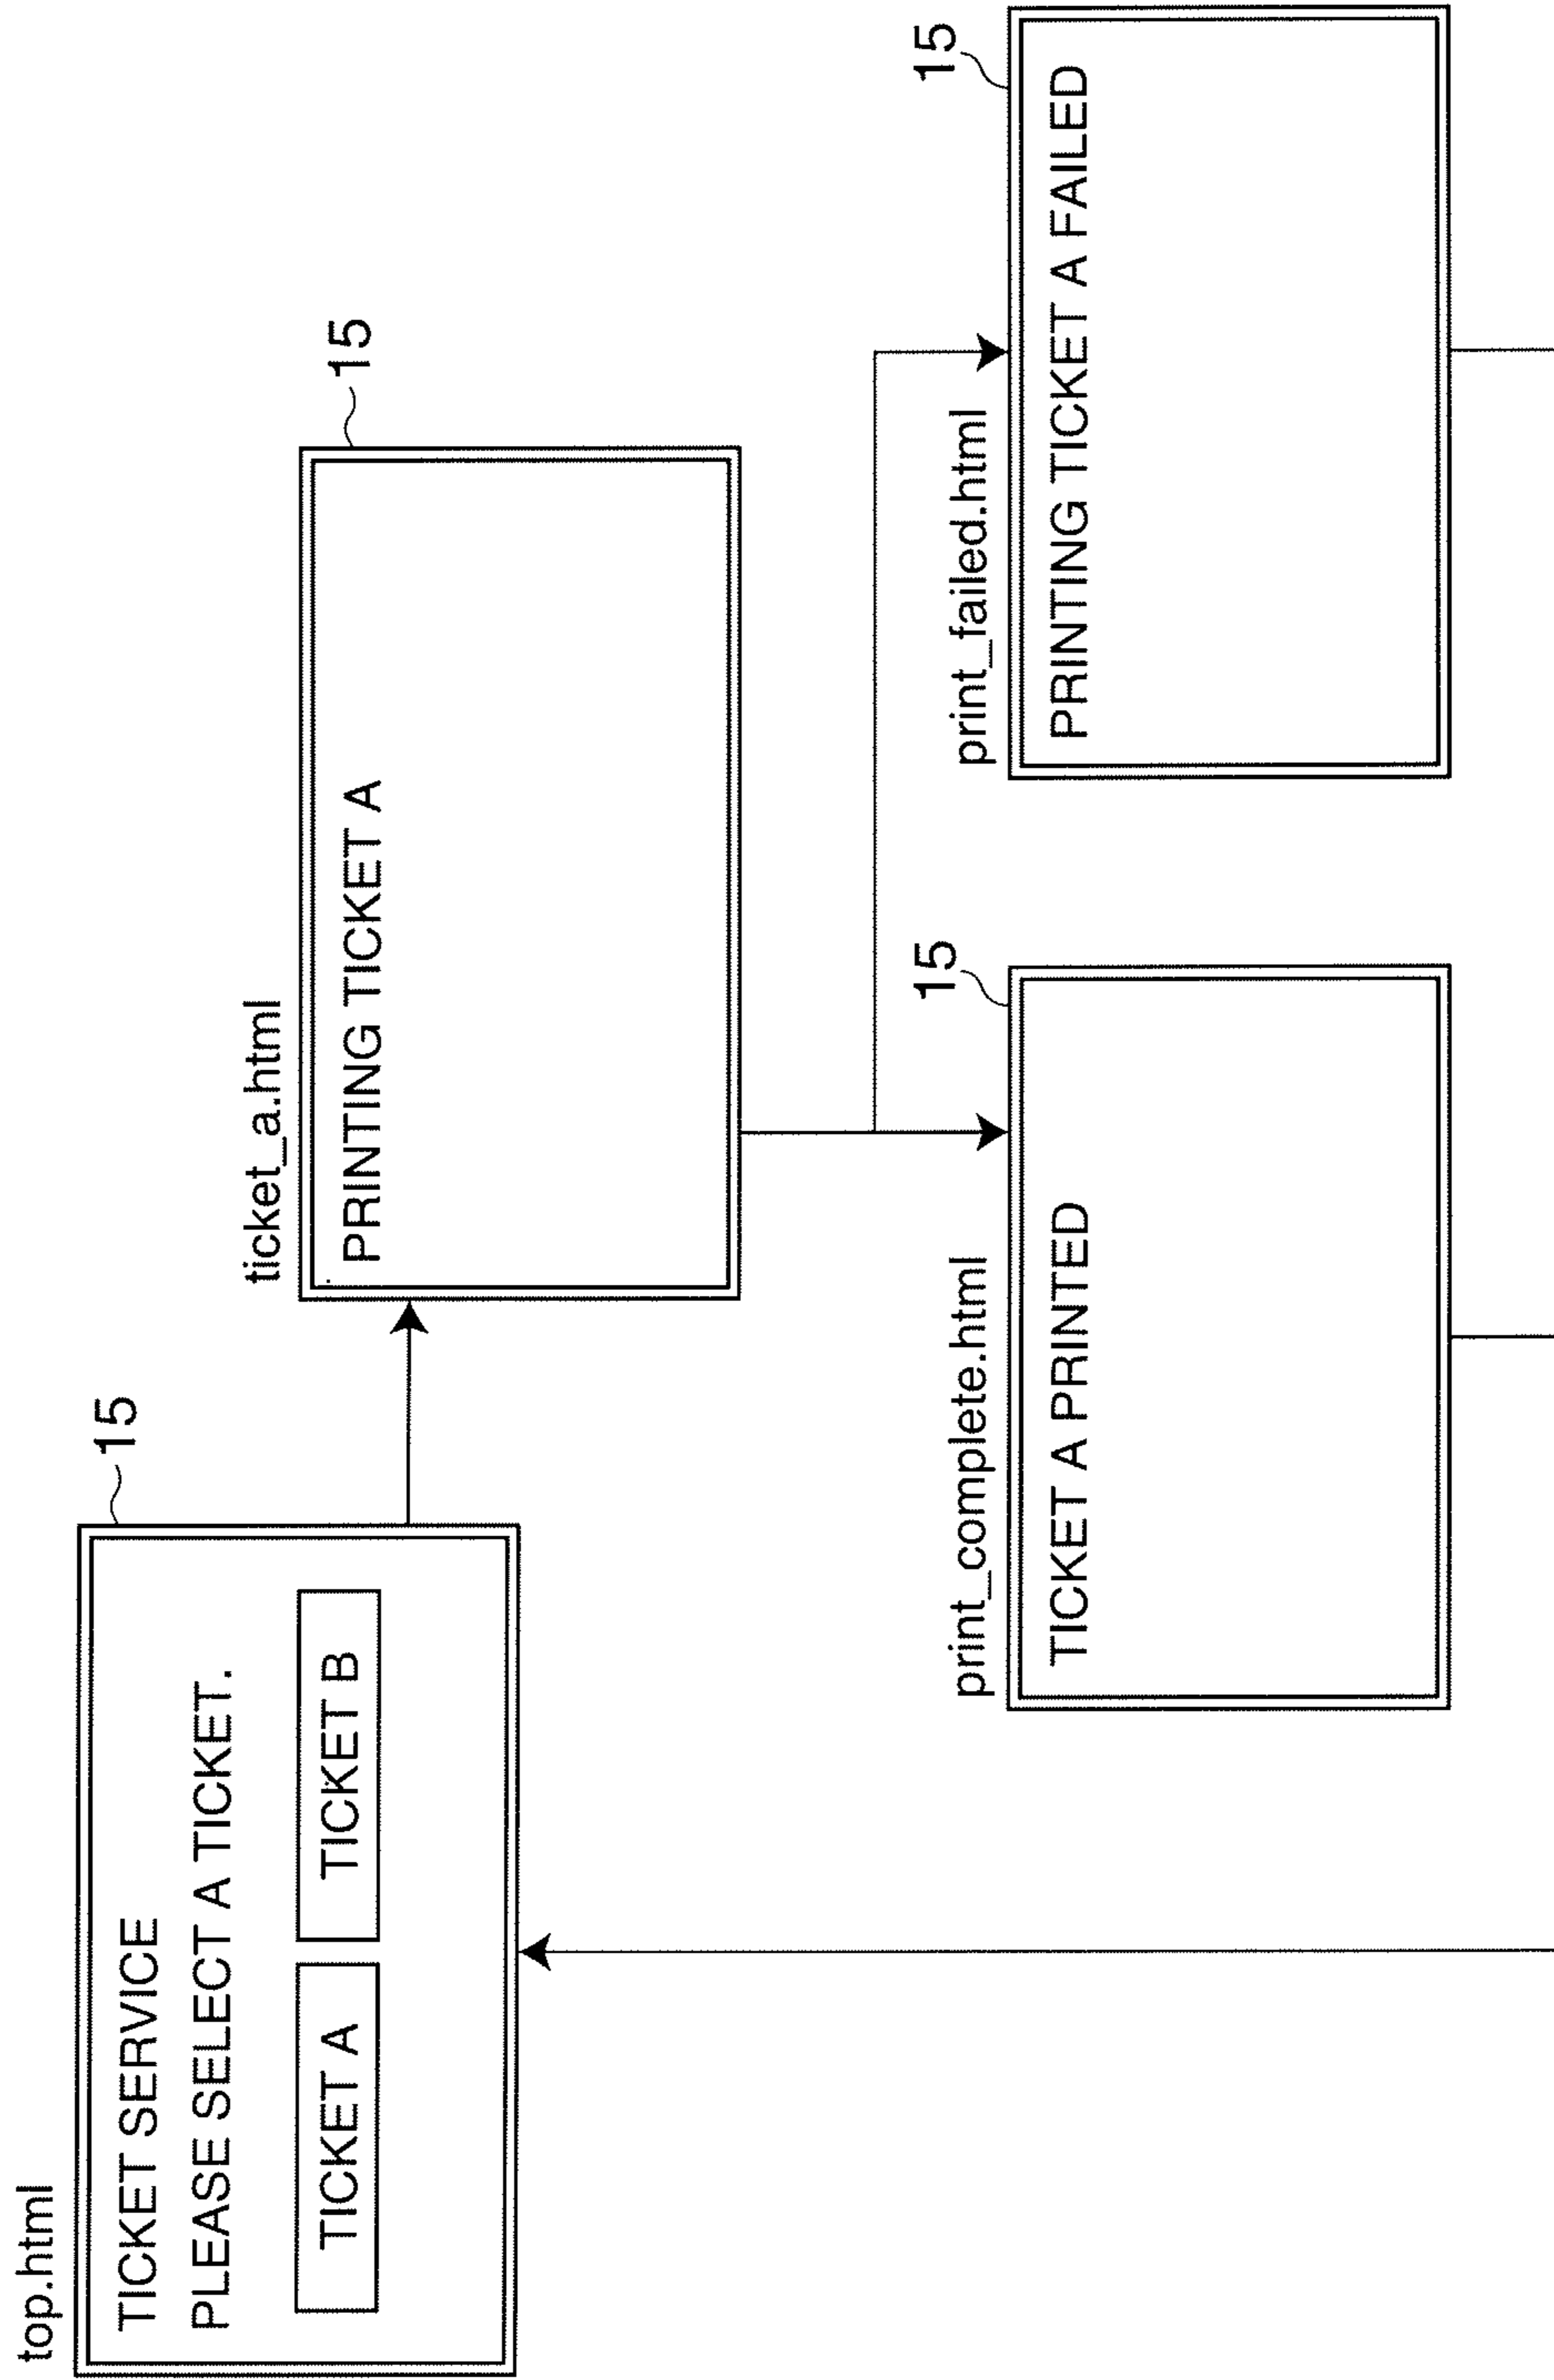 top.html
15
TICKET SERVICE
PLEASE SELECT A TICKET.
TICKET A
TICKET B
ticket_a.html
15
PRINTING TICKET A
print_complete.html
15
TICKET A PRINTED
print_failed.html
15
PRINTING TICKET A FAILED